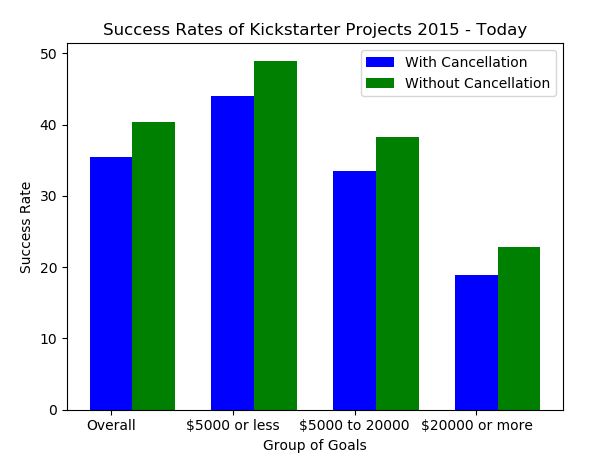 Success Rates of Kickstarter Projects 2015 - Today
With Cancellation
Without Cancellation
Success Rate
50
40
30
20
10
0
Overall
$5000 or less
$5000 to 20000
$20000 or more
Group of Goals